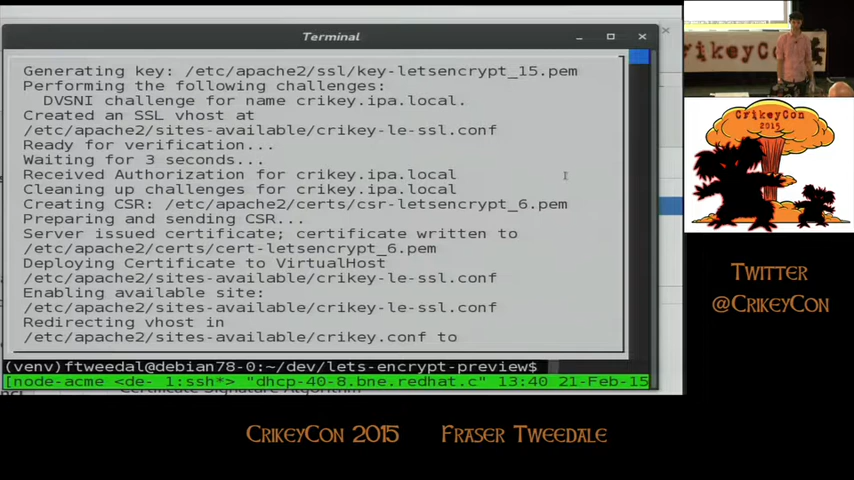 Terminal
Generating key: /etc/apache2/ssl/key-letsencrypt_15.pem
Performing the following challenges:
DVSNI challenge for name crikey.ipa.local.
Created an SSL vhost at
/etc/apache2/sites-available/crikey-le-ssl.conf
Ready for verification...
Waiting for 3 seconds...
Received Authorization for crikey.ipa.local
Cleaning up challenges for crikey.ipa.local
Creating CSR: /etc/apache2/certs/csr-letsencrypt_6.pem
Preparing and sending CSR...
Server issued certificate; certificate written to
/etc/apache2/certs/cert-letsencrypt_6.pem
Deploying Certificate to VirtualHost
/etc/apache2/sites-available/crikey-le-ssl.conf
Enabling available site:
/etc/apache2/sites-available/crikey-le-ssl.conf
Redirecting vhost in
/etc/apache2/sites-available/crikey.conf to
(venv)ftweedal@debian78-0:~/dev/lets-encrypt-preview$
[node-acme <de- 1:ssh*> "dhcp-40-8.bne.redhat.c" 13:40 21-Feb-15
Certificate Signature Algorithm
CrikeyCon
CrikeyCon
2015
Twitter
@CrikeyCon
CrikeyCon 2015 Fraser Tweedale